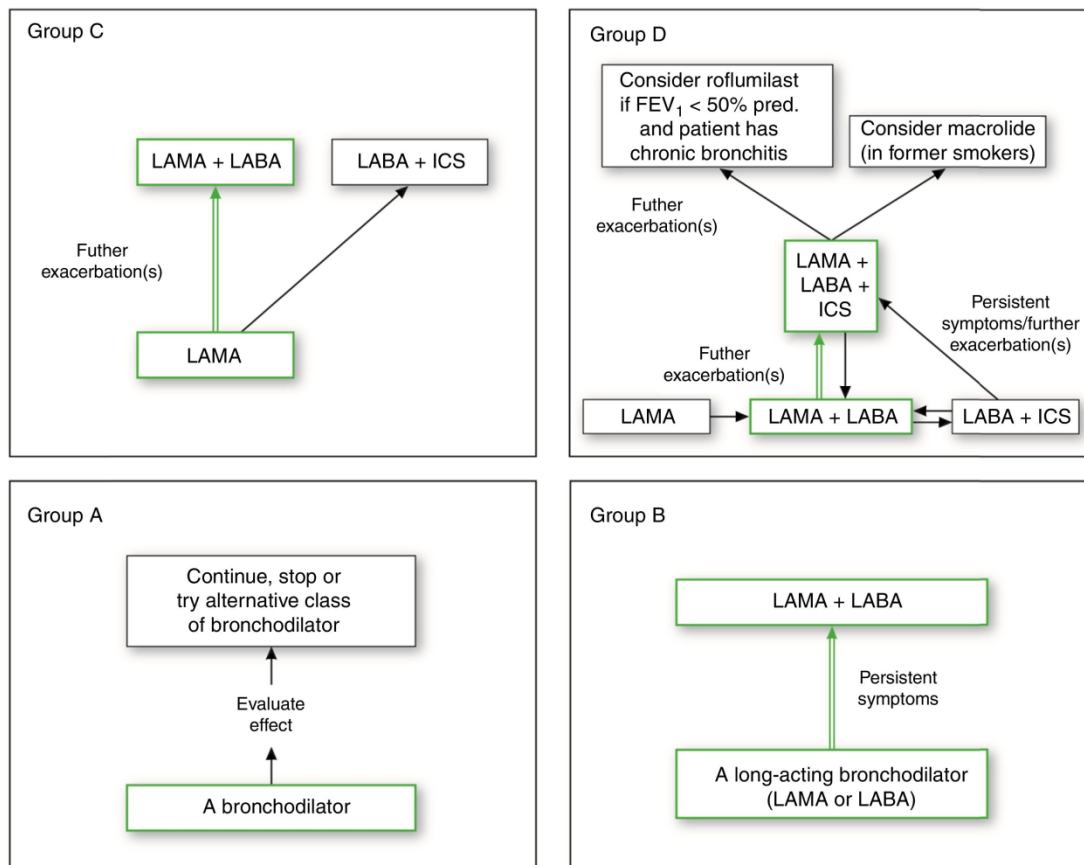 Group C
LAMA + LABA
LABA + ICS
Futher
exacerbation(s)
LAMA
Group D
Consider roflumilast
if FEV₁ < 50% pred.
and patient has
chronic bronchitis
Consider macrolide
(in former smokers)
Futher
exacerbation(s)
LAMA +
LABA +
ICS
Persistent
symptoms/further
exacerbation(s)
Futher
exacerbation(s)
LAMA
LAMA + LABA
LABA + ICS
Group A
Continue, stop or
try alternative class
of bronchodilator
Evaluate
effect
A bronchodilator
Group B
LAMA + LABA
Persistent
symptoms
A long-acting bronchodilator
(LAMA or LABA)